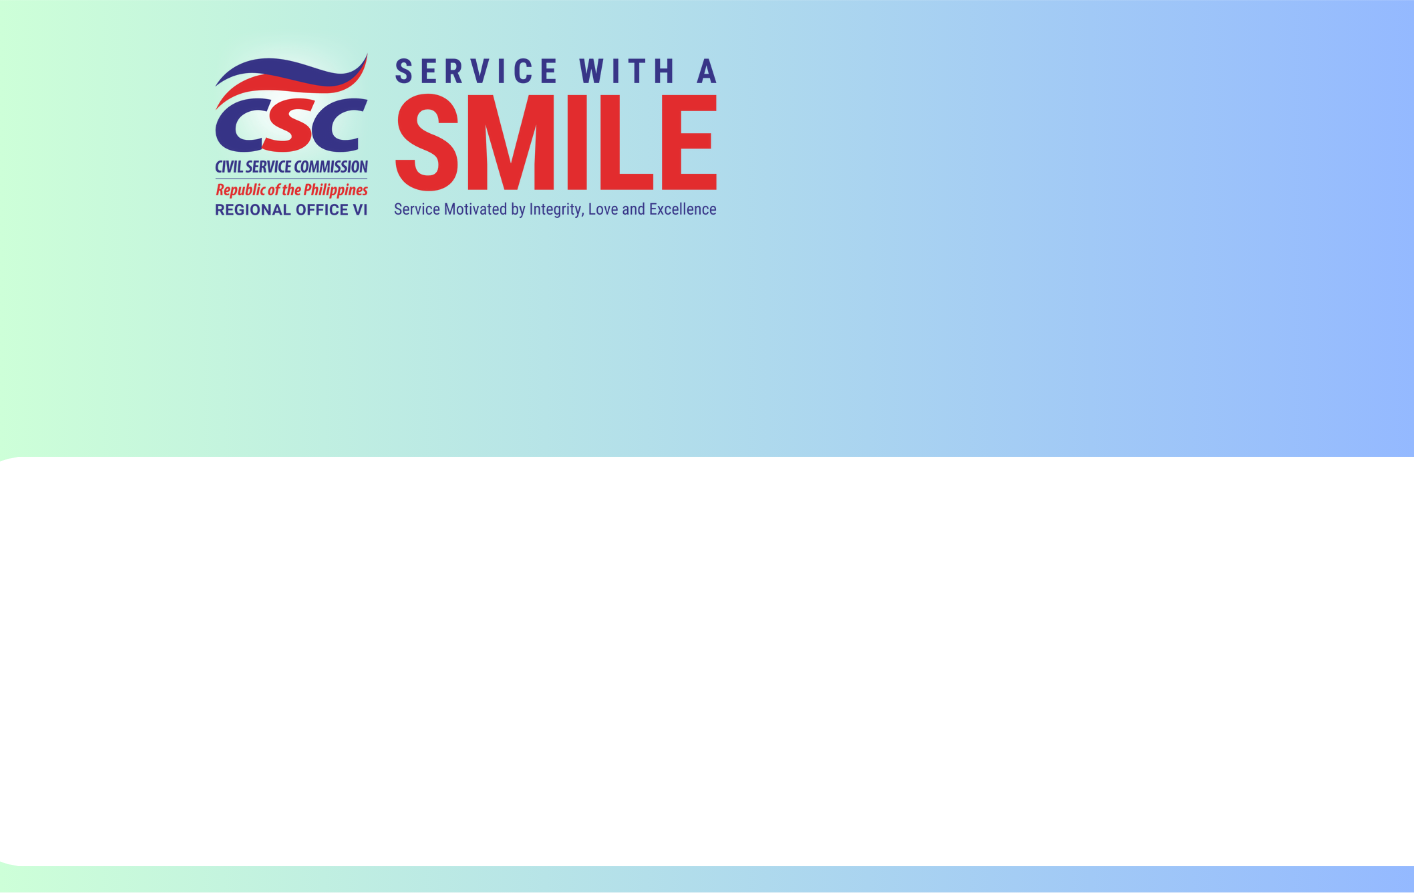 CSC
CIVIL SERVICE COMMISSION
Republic of the Philippines
REGIONAL OFFICE VI
SERVICE WITH A
SMILE
Service Motivated by Integrity, Love and Excellence